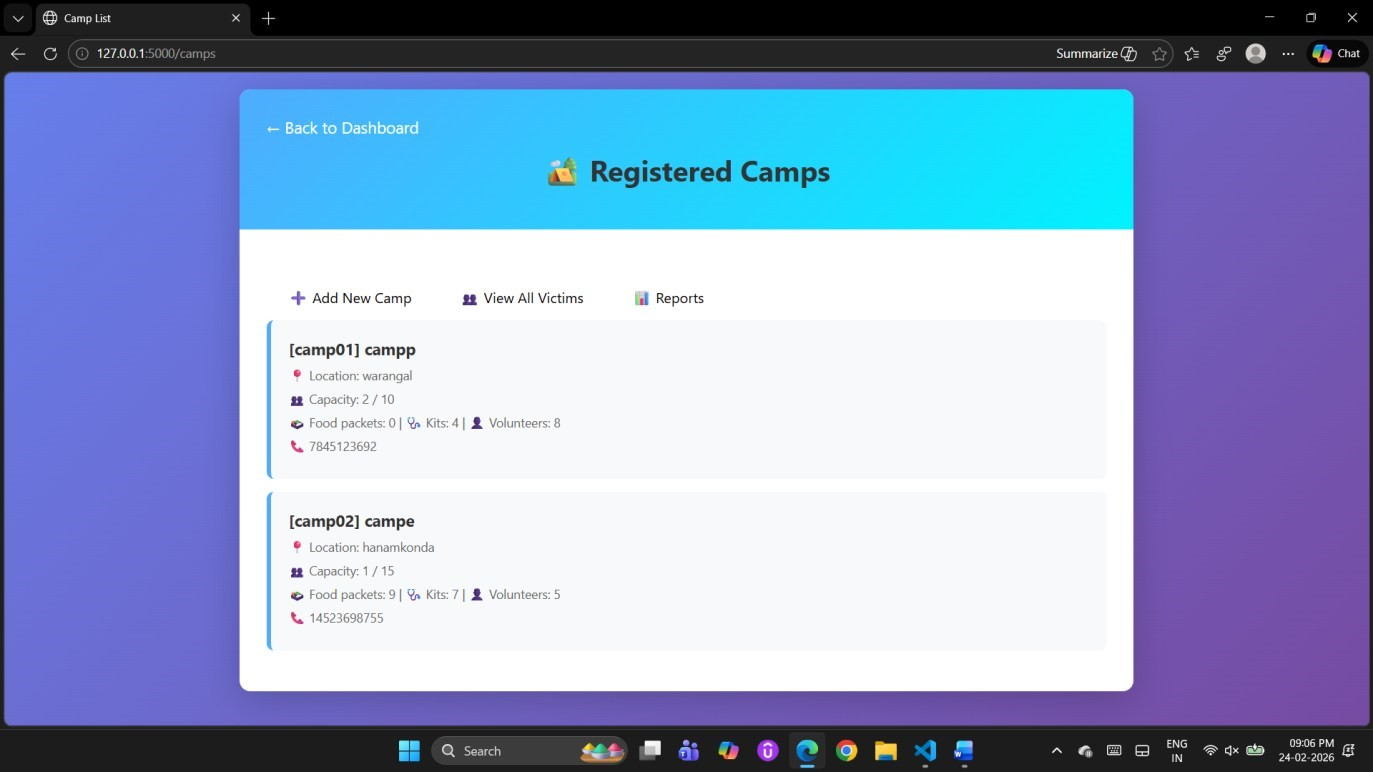 Camp List
127.0.0.1:5000/camps
Summarize
Chat
← Back to Dashboard
Registered Camps
Add New Camp
View All Victims
Reports
[camp01] campp
Location: warangal
Capacity: 2 / 10
Food packets: 0 | Kits: 4 | Volunteers: 8
7845123692
[camp02] campe
Location: hanamkonda
Capacity: 1 / 15
Food packets: 9 | Kits: 7 | Volunteers: 5
14523698755
Search
ENG
IN
09:06 PM
24-02-2026